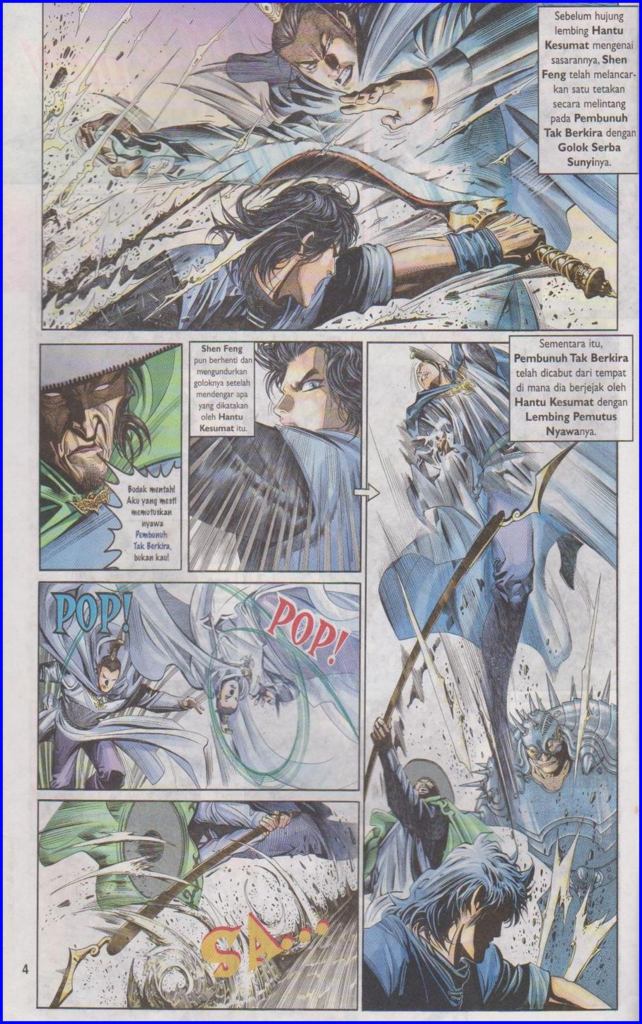 Sebelum hujung
lembing Hantu
Kesumat mengenai
sasarannya, Shen
Feng telah melancar-
kan satu tetakan
secara melintang
pada Pembunuh
Tak Berkira dengan
Golok Serba
Sunyinya.
Budak mentah!
Aku yang mesti
memutuskan
nyawa
Pembunuh
Tak Berkira,
bukan kau!
Shen Feng
pun berhenti dan
mengundurkan
goloknya setelah
mendengar apa
yang dikatakan
oleh Hantu
Kesumat itu.
Sementara itu,
Pembunuh Tak Berkira
telah dicabut dari tempat
di mana dia berjejak oleh
Hantu Kesumat dengan
Lembing Pemutus
Nyawanya.
POP!
POP!
SA...
4